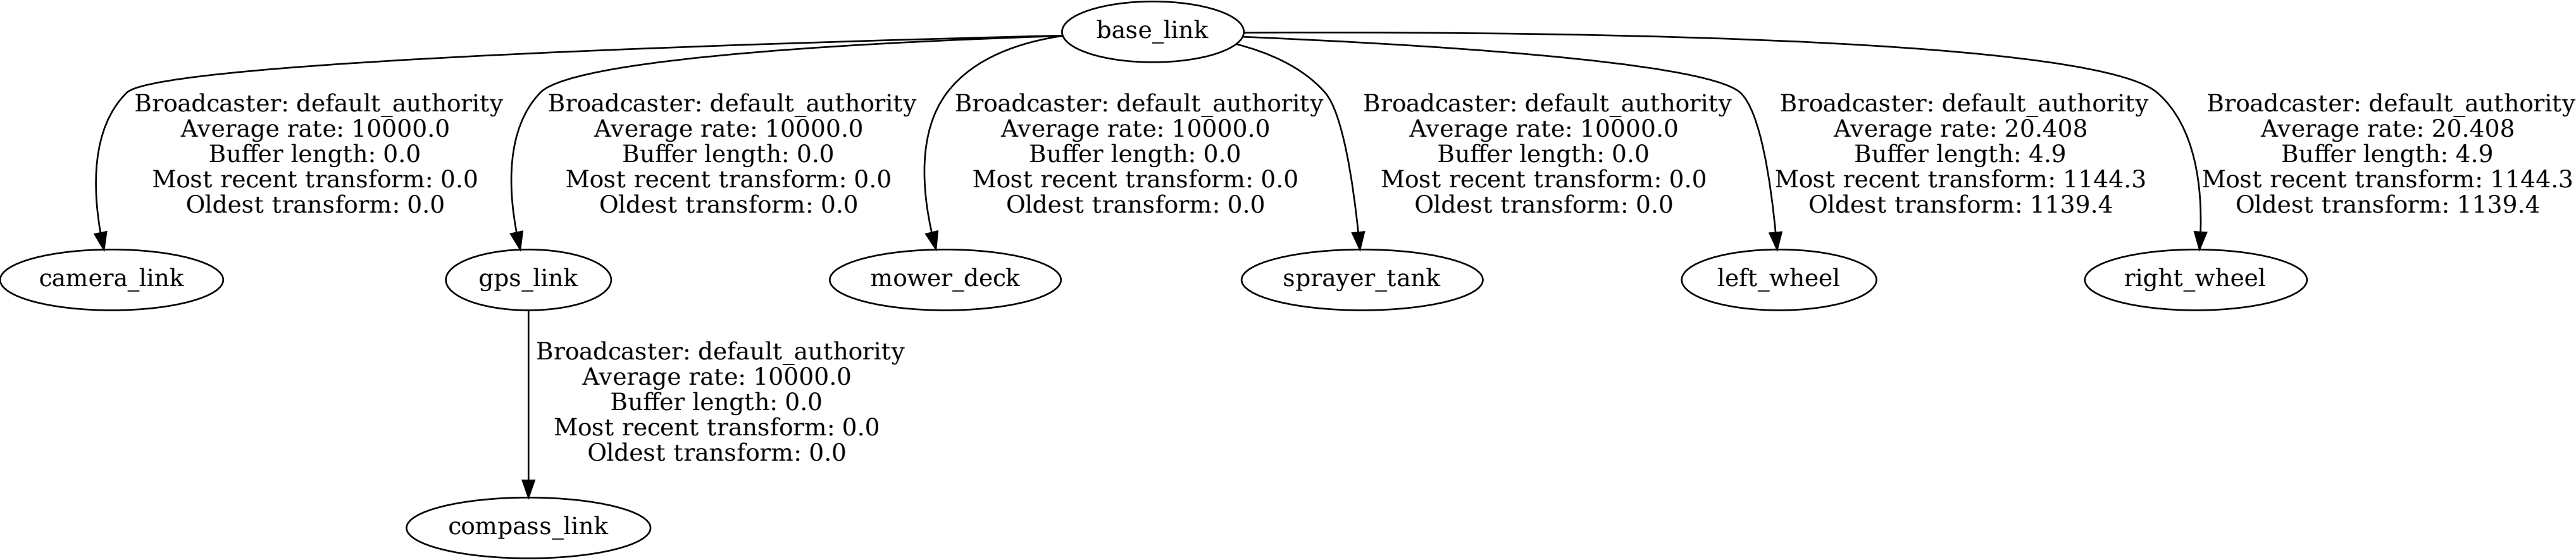 base_link
Broadcaster: default_authority
Average rate: 10000.0
Buffer length: 0.0
Most recent transform: 0.0
Oldest transform: 0.0
Broadcaster: default_authority
Average rate: 10000.0
Buffer length: 0.0
Most recent transform: 0.0
Oldest transform: 0.0
Broadcaster: default_authority
Average rate: 10000.0
Buffer length: 0.0
Most recent transform: 0.0
Oldest transform: 0.0
Broadcaster: default_authority
Average rate: 10000.0
Buffer length: 0.0
Most recent transform: 0.0
Oldest transform: 0.0
Broadcaster: default_authority
Average rate: 20.408
Buffer length: 4.9
Most recent transform: 1144.3
Oldest transform: 1139.4
Broadcaster: default_authority
Average rate: 20.408
Buffer length: 4.9
Most recent transform: 1144.3
Oldest transform: 1139.4
camera_link
gps_link
mower_deck
sprayer_tank
left_wheel
right_wheel
Broadcaster: default_authority
Average rate: 10000.0
Buffer length: 0.0
Most recent transform: 0.0
Oldest transform: 0.0
compass_link